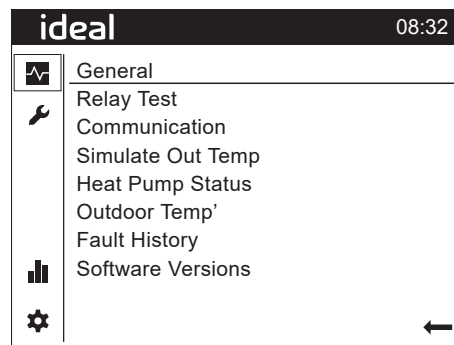 ideal 08:32
General
Relay Test
Communication
Simulate Out Temp
Heat Pump Status
Outdoor Temp’
Fault History
Software Versions